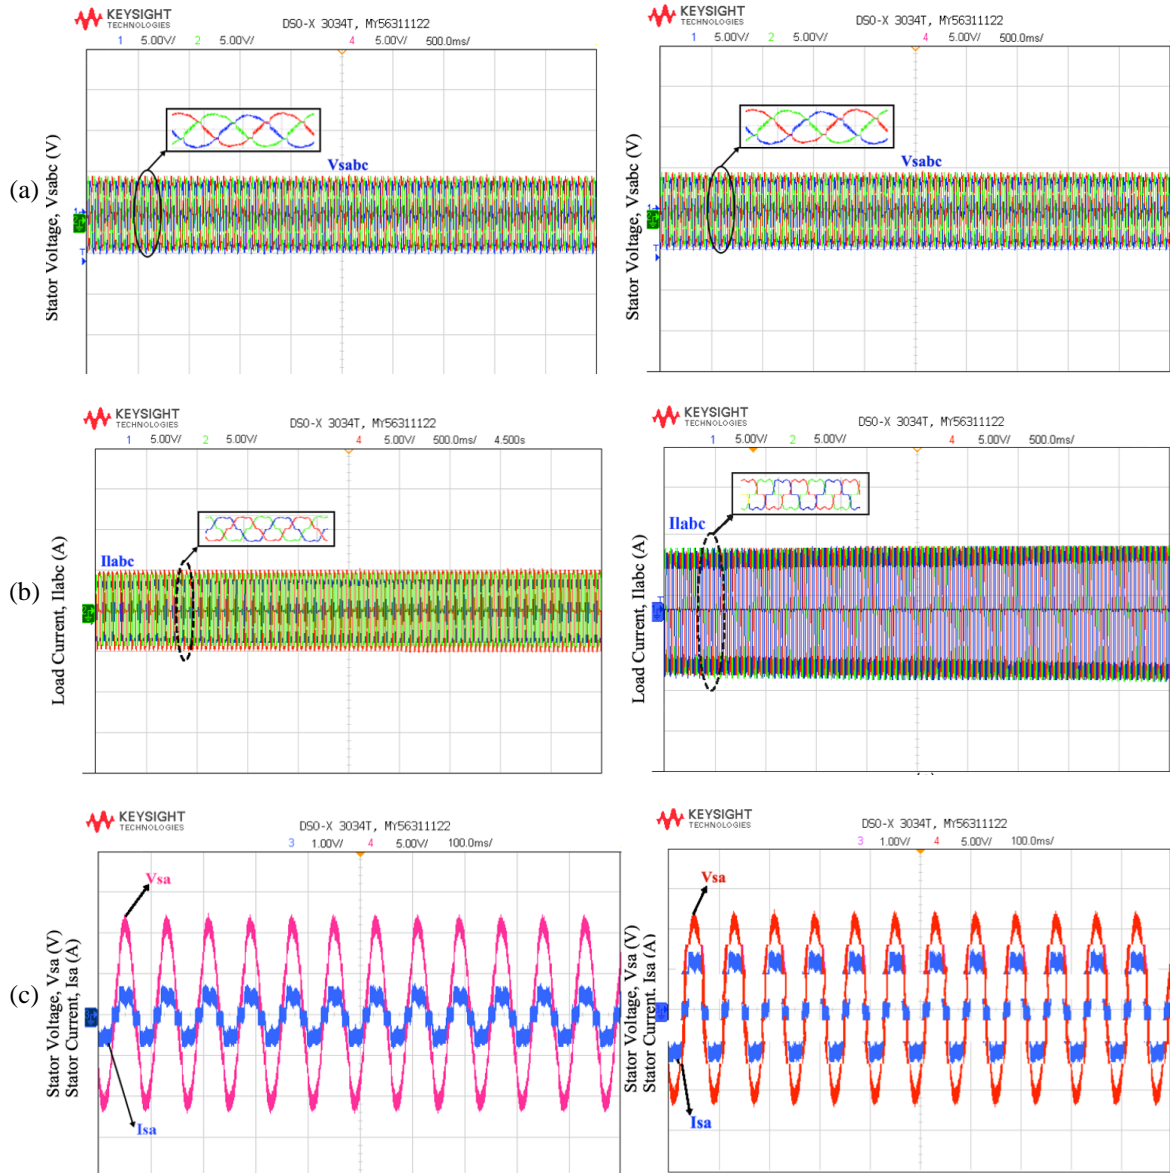 KEYSIGHT
TECHNOLOGIES
DSO-X 3034T, MY56311122
1 5.00V/ 2 5.00V/ 4 5.00V/ 500.0ms/
Stator Voltage, Vsabc (V)
Vsabc
KEYSIGHT
TECHNOLOGIES
DSO-X 3034T, MY56311122
1 5.00V/ 2 5.00V/ 4 5.00V/ 500.0ms/
Stator Voltage, Vsabc (V)
Vsabc
(a)
KEYSIGHT
TECHNOLOGIES
DSO-X 3034T, MY56311122
1 5.00V/ 2 5.00V/ 4 5.00V/ 500.0ms/ 4.500s
Load Current, Ilabc (A)
Ilabc
KEYSIGHT
TECHNOLOGIES
DSO-X 3034T, MY56311122
1 5.00V/ 2 5.00V/ 4 5.00V/ 500.0ms/
Load Current, Ilabc (A)
Ilabc
(b)
KEYSIGHT
TECHNOLOGIES
DSO-X 3034T, MY56311122
3 1.00V/ 4 5.00V/ 100.0ms/
Stator Voltage, Vsa (V)
Stator Current, Isa (A)
Vsa
Isa
KEYSIGHT
TECHNOLOGIES
DSO-X 3034T, MY56311122
3 1.00V/ 4 5.00V/ 100.0ms/
Stator Voltage, Vsa (V)
Stator Current, Isa (A)
Vsa
Isa
(c)